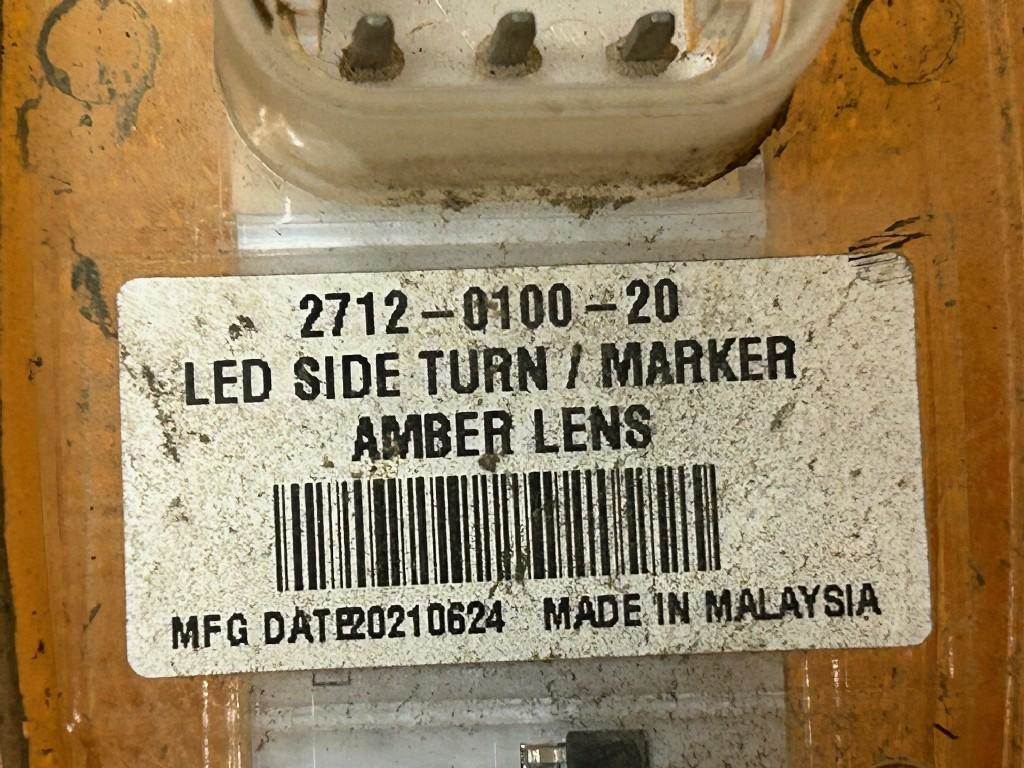 2712-0100-20
LED SIDE TURN / MARKER
AMBER LENS
MFG DATE20210624 MADE IN MALAYSIA